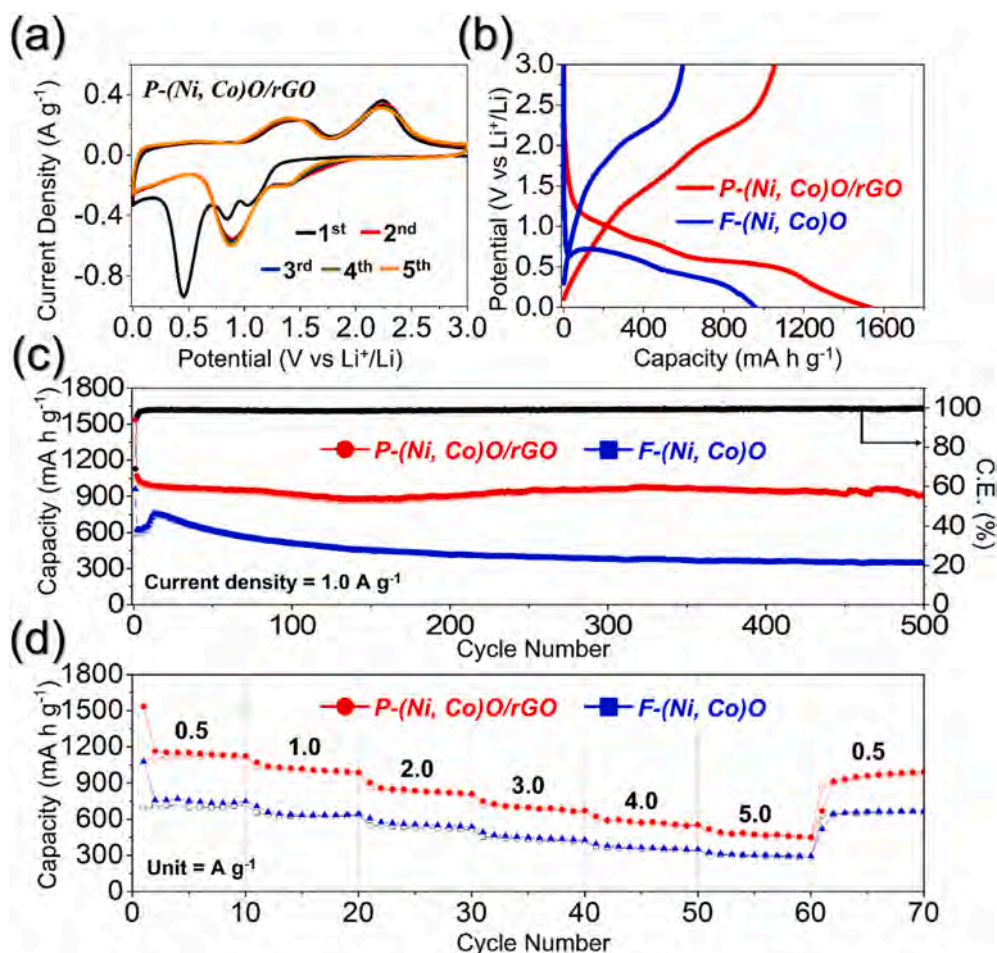 (a)
P-(Ni, Co)O/rGO
1st 2nd
3rd 4th 5th
Current Density (A g-1)
0.4
0.0
-0.4
-0.8
0.0 0.5 1.0 1.5 2.0 2.5 3.0
Potential (V vs Li+/Li)
(b)
P-(Ni, Co)O/rGO
F-(Ni, Co)O
Potential (V vs Li+/Li)
3.0
2.5
2.0
1.5
1.0
0.5
0.0
0 400 800 1200 1600
Capacity (mA h g-1)
(c)
P-(Ni, Co)O/rGO F-(Ni, Co)O
Current density = 1.0 A g-1
Capacity (mA h g-1)
1800
1500
1200
900
600
300
0
100
80
60
40
20
0
C.E. (%)
0 100 200 300 400 500
Cycle Number
(d)
P-(Ni, Co)O/rGO F-(Ni, Co)O
0.5 1.0 2.0 3.0 4.0 5.0 0.5
Unit = A g-1
Capacity (mA h g-1)
1800
1500
1200
900
600
300
0
0 10 20 30 40 50 60 70
Cycle Number